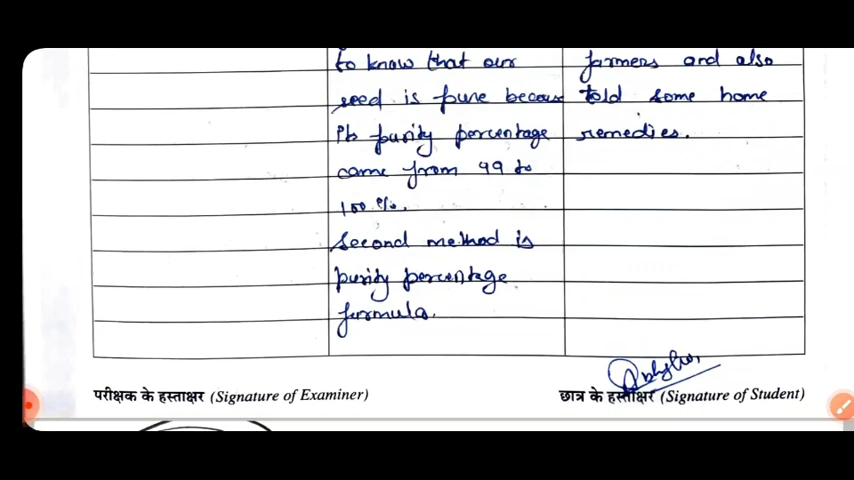 to know that our
seed is pure because
Its purity percentage
came from 99 to
100 %.
Second method is
purity percentage
formula.
farmers and also
told some home
remedies.
परीक्षक के हस्ताक्षर (Signature of Examiner)
छात्र के हस्ताक्षर (Signature of Student)